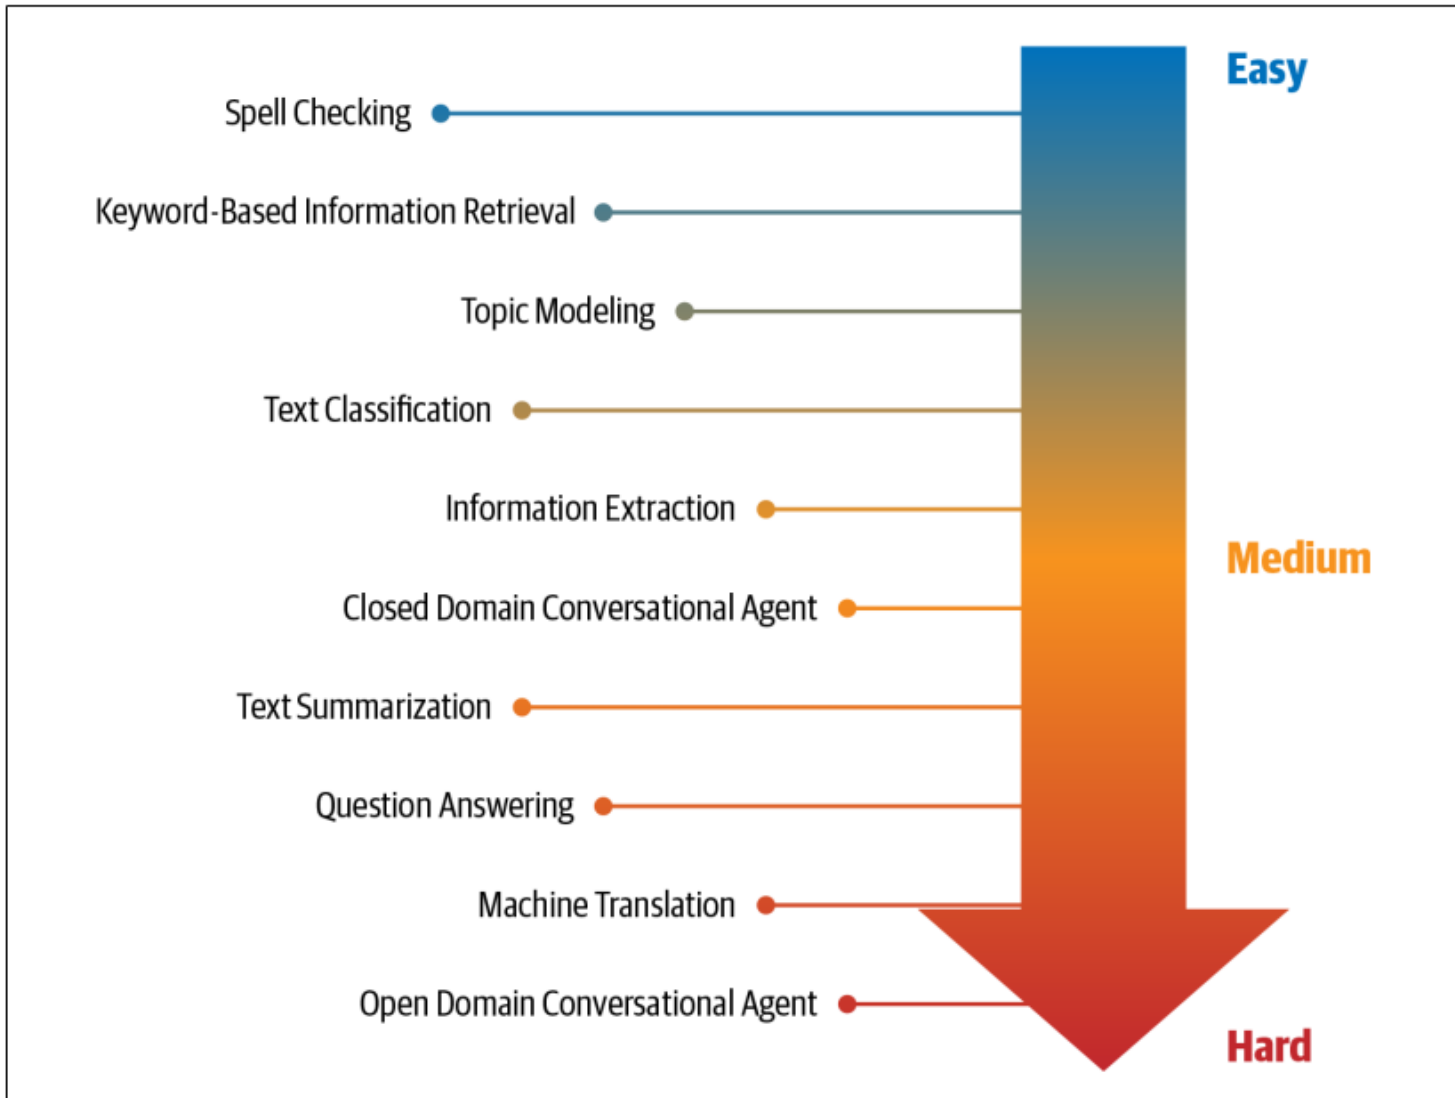 Easy
Spell Checking
Keyword-Based Information Retrieval
Topic Modeling
Text Classification
Information Extraction
Medium
Closed Domain Conversational Agent
Text Summarization
Question Answering
Machine Translation
Open Domain Conversational Agent
Hard